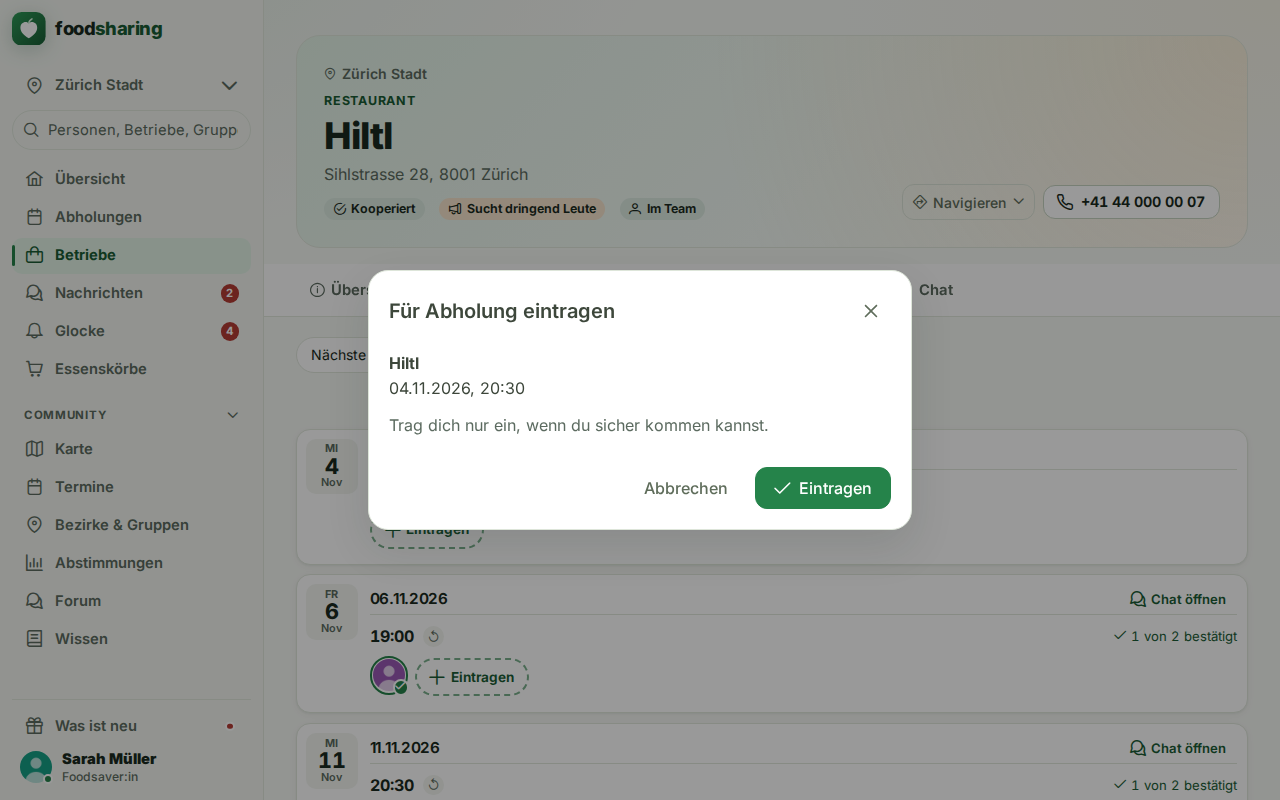 foodsharing
Zürich Stadt
Personen, Betriebe, Grupp
Übersicht
Abholungen
Betriebe
Nachrichten 2
Glocke 4
Essenskörbe
COMMUNITY
Karte
Termine
Bezirke & Gruppen
Abstimmungen
Forum
Wissen
Was ist neu
Sarah Müller
Foodsaver:in
Zürich Stadt
RESTAURANT
Hiltl
Sihlstrasse 28, 8001 Zürich
Kooperiert Sucht dringend Leute Im Team
Navigieren +41 44 000 00 07
Chat
Nächste
Für Abholung eintragen
Hiltl
04.11.2026, 20:30
Trag dich nur ein, wenn du sicher kommen kannst.
Abbrechen Eintragen
MI
4
Nov
Eintragen
FR
6
Nov
06.11.2026 Chat öffnen
19:00 1 von 2 bestätigt
Eintragen
MI
11
Nov
11.11.2026 Chat öffnen
20:30 1 von 2 bestätigt